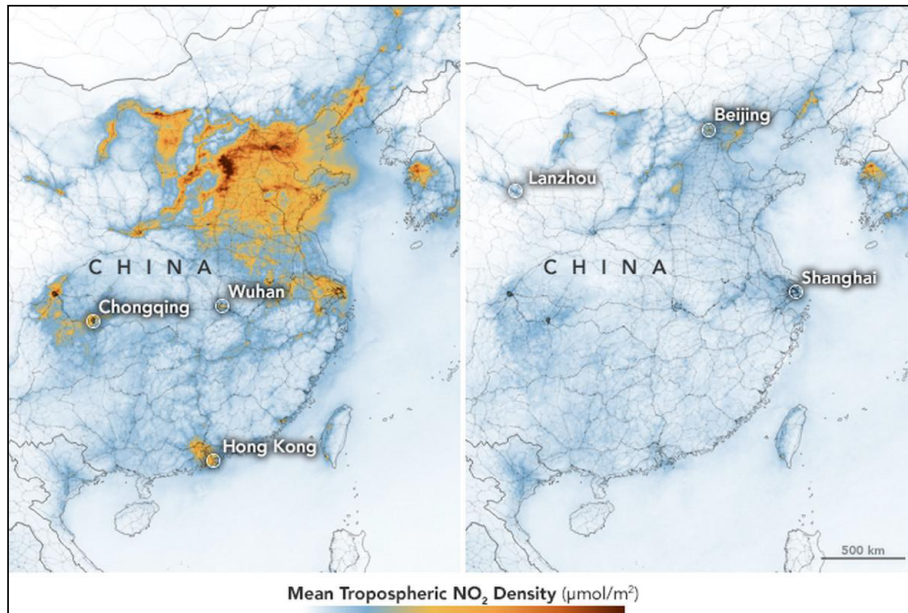 CHINA
Chongqing
Wuhan
Hong Kong
Beijing
Lanzhou
CHINA
Shanghai
500 km
Mean Tropospheric NO₂ Density (μmol/m²)